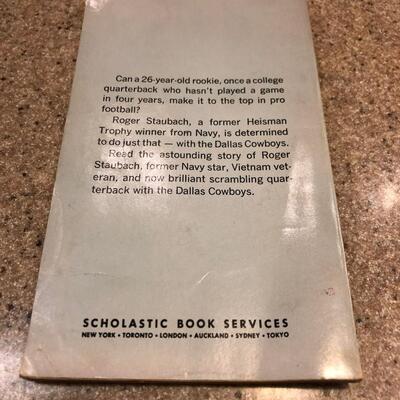 Can a 26-year-old rookie, once a college
quarterback who hasn't played a game
in four years, make it to the top in pro
football?
Roger Staubach, a former Heisman
Trophy winner from Navy, is determined
to do just that — with the Dallas Cowboys.
Read the astounding story of Roger
Staubach, former Navy star, Vietnam vet-
eran, and now brilliant scrambling quar-
terback with the Dallas Cowboys.
SCHOLASTIC BOOK SERVICES
NEW YORK • TORONTO • LONDON • AUCKLAND • SYDNEY • TOKYO